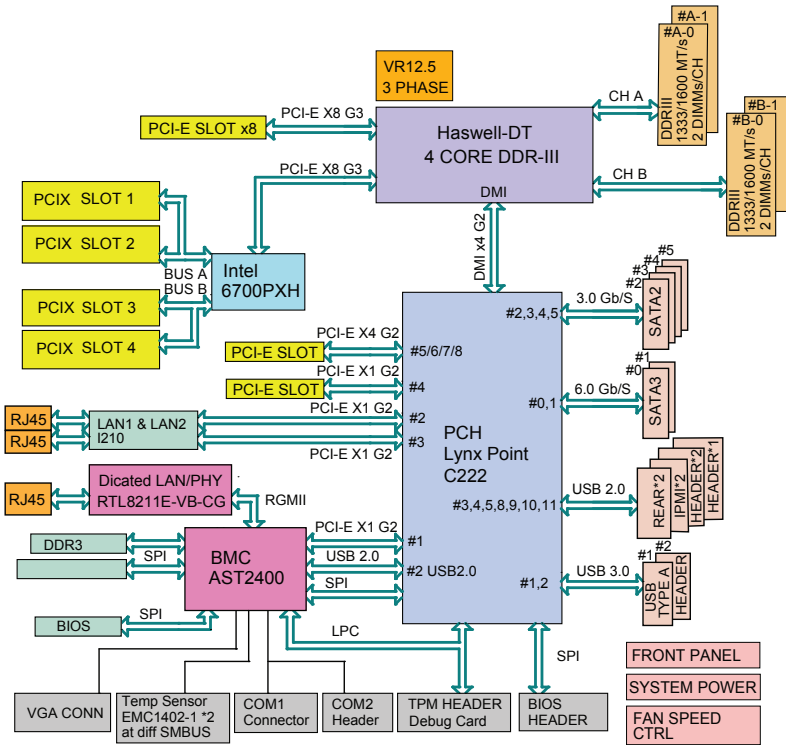 #A-1
#A-0
DDRIII
1333/1600 MT/s
2 DIMMs/CH
#B-1
#B-0
DDRIII
1333/1600 MT/s
2 DIMMs/CH
VR12.5
3 PHASE
CH A
CH B
PCI-E X8 G3
PCI-E SLOT x8
PCI-E X8 G3
Haswell-DT
4 CORE DDR-III
DMI
DMI x4 G2
PCIX SLOT 1
PCIX SLOT 2
BUS A
BUS B
PCIX SLOT 3
PCIX SLOT 4
Intel
6700PXH
PCI-E X4 G2
PCI-E SLOT
#5/6/7/8
PCI-E X1 G2
PCI-E SLOT
#4
PCI-E X1 G2
#2
#3
PCI-E X1 G2
RJ45
RJ45
LAN1 & LAN2
I210
PCH
Lynx Point
C222
#2,3,4,5
3.0 Gb/S
#5
#4
#3
#2
SATA2
#0,1
6.0 Gb/S
#1
#0
SATA3
#3,4,5,8,9,10, 11
USB 2.0
REAR*2
IPMI*2
HEADER*2
HEADER*1
#1,2
USB 3.0
#2
#1
USB
TYPE A
HEADER
RJ45
Dicated LAN/PHY
RTL8211E-VB-CG
RGMII
DDR3
SPI
BMC
AST2400
PCI-E X1 G2
#1
USB 2.0
#2 USB2.0
SPI
BIOS
SPI
LPC
SPI
VGA CONN
Temp Sensor
EMC1402-1 *2
at diff SMBUS
COM1
Connector
COM2
Header
TPM HEADER
Debug Card
BIOS
HEADER
FRONT PANEL
SYSTEM POWER
FAN SPEED
CTRL